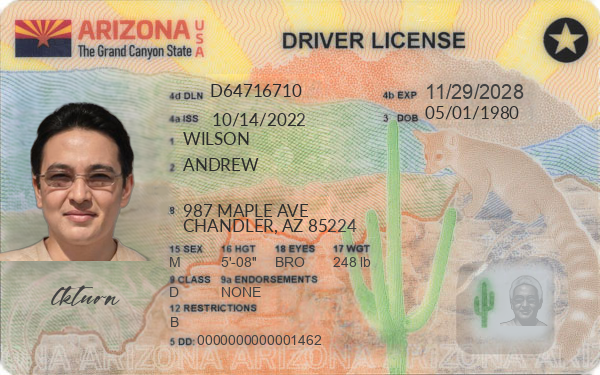 ARIZONA USA
The Grand Canyon State
DRIVER LICENSE
4d DLN D64716710
4b EXP 11/29/2028
4a ISS 10/14/2022
3 DOB 05/01/1980
1 WILSON
2 ANDREW
8 987 MAPLE AVE
CHANDLER, AZ 85224
15 SEX 16 HGT 18 EYES 17 WGT
M 5'-08" BRO 248 lb
9 CLASS 9a ENDORSEMENTS
D NONE
12 RESTRICTIONS
B
5 DD: 0000000000001462
ARIZONA ARIZONA ARIZONA ARIZONA